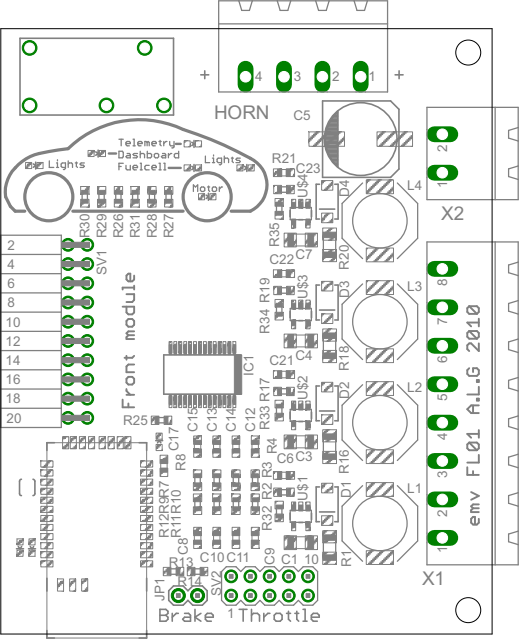 + 4 3 2 1 +
HORN
C5
2
1
X2
Telemetry
Dashboard
Fuelcell
Lights
Lights
Motor
R30 R29 R26 R31 R28 R27
R21
C23
U$4
D4
L4
R35
C7
R20
2
4
6
8
10
12
14
16
18
20
SV1
Front module
IC1
C22
R19
U$3
D3
L3
R34
C4
R18
C21
R17
U$2
D2
L2
R33
C3
R16
R4
C6
R3
R2
U$1
D1
L1
R32
R1
R25
C17
C15 C13 C14 C12
R8
R7
R9
R10
R12
R11
C8
C10 C11 C9 C1 10
R13
R14
JP1
SV2
Brake 1 Throttle
8
7
6
5
4
3
2
1
X1
emv FL01 A.L.G 2010